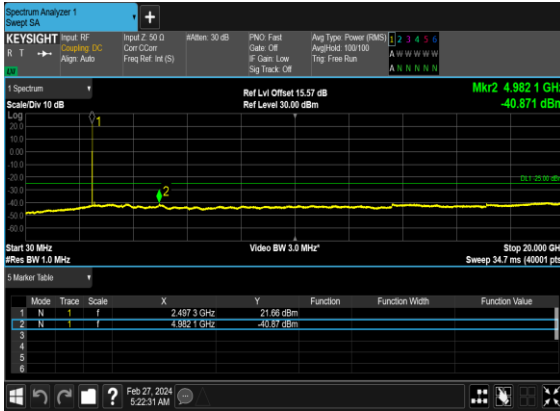 Spectrum Analyzer 1
Swept SA
+
KEYSIGHT
R T
Input: RF
Coupling: DC
Align: Auto
Input Z: 50 Ω
Corr CCorr
Freq Ref: Int (S)
#Atten: 30 dB
PNO: Fast
Gate: Off
IF Gain: Low
Sig Track: Off
Avg Type: Power (RMS)
Avg|Hold: 100/100
Trig: Free Run
1 2 3 4 5 6
A W W W W W
A N N N N N
1 Spectrum
Scale/Div 10 dB
Ref Lvl Offset 15.57 dB
Ref Level 30.00 dBm
Mkr2 4.982 1 GHz
-40.871 dBm
Log
20.0
10.0
0.00
-10.0
-20.0
-30.0
-40.0
-50.0
-60.0
1
2
Start 30 MHz
#Res BW 1.0 MHz
Video BW 3.0 MHz*
Stop 20.000 GH
Sweep 34.7 ms (40001 pts
5 Marker Table
Mode Trace Scale X Y Function Function Width Function Value
1 N 1 f 2.497 3 GHz 21.66 dBm
2 N 1 f 4.982 1 GHz -40.87 dBm
3
4
5
6
?
Feb 27, 2024
5:22:31 AM